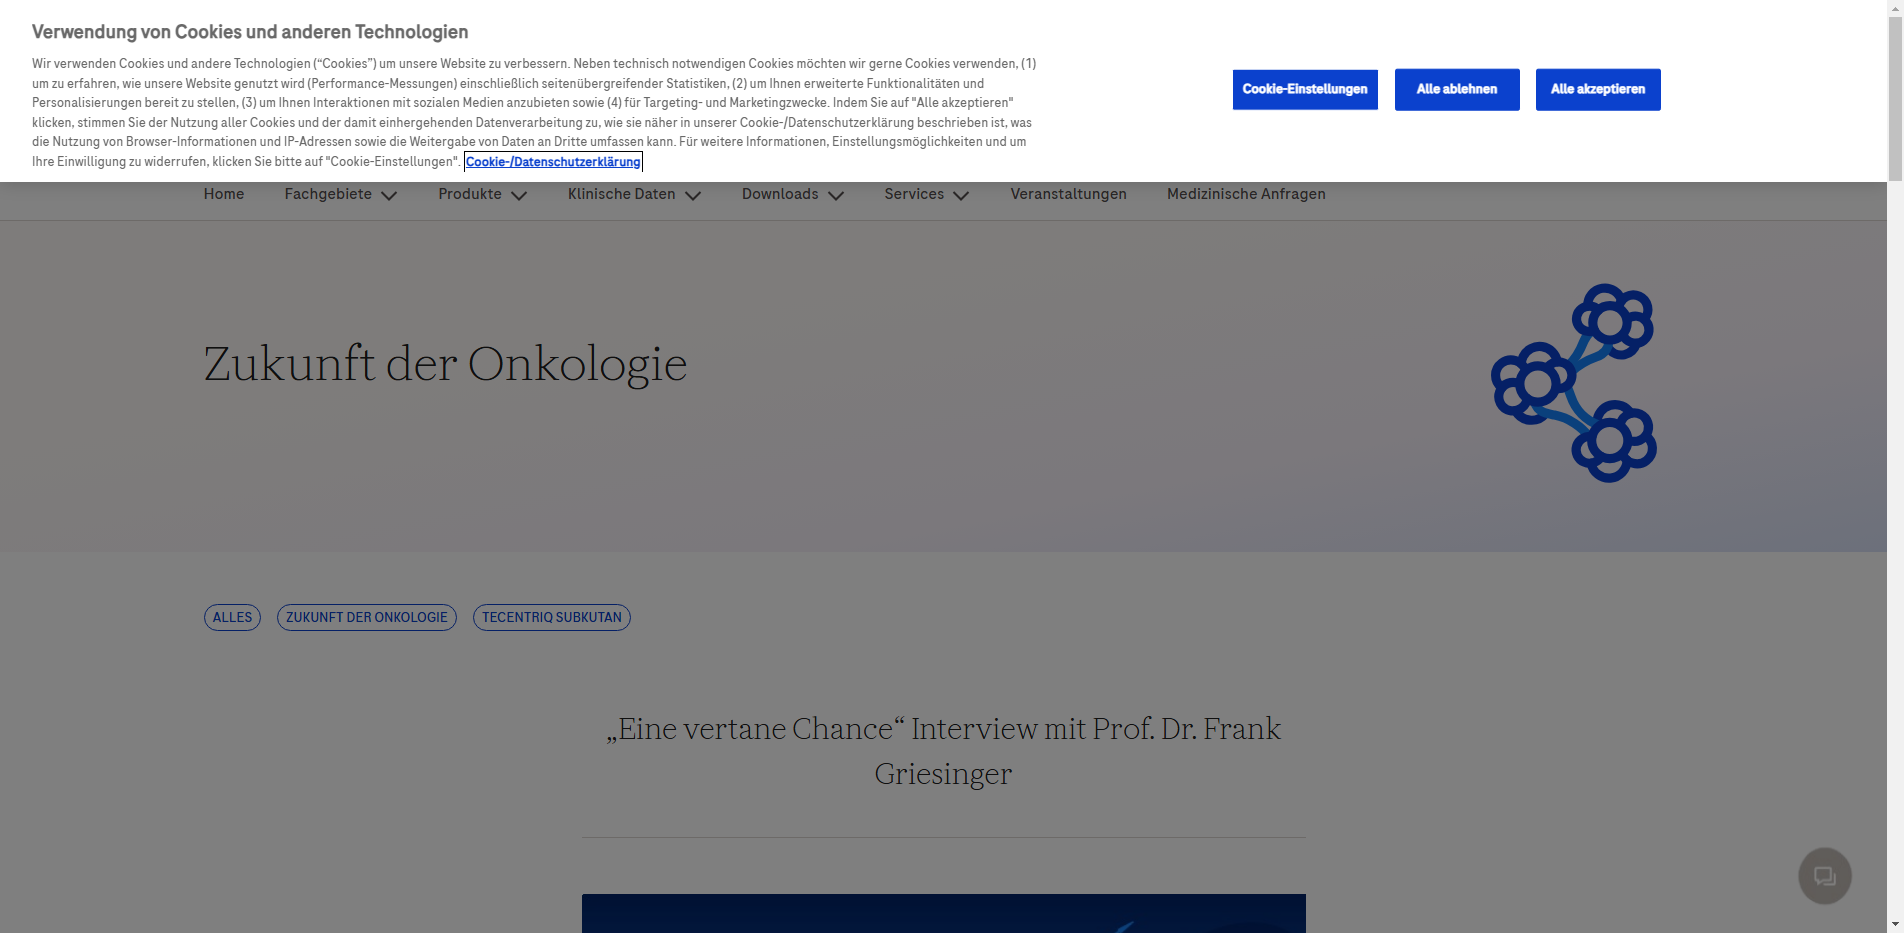 Verwendung von Cookies und anderen Technologien
Wir verwenden Cookies und andere Technologien (“Cookies”) um unsere Website zu verbessern. Neben technisch notwendigen Cookies möchten wir gerne Cookies verwenden, (1)
um zu erfahren, wie unsere Website genutzt wird (Performance-Messungen) einschließlich seitenübergreifender Statistiken, (2) um Ihnen erweiterte Funktionalitäten und
Personalisierungen bereit zu stellen, (3) um Ihnen Interaktionen mit sozialen Medien anzubieten sowie (4) für Targeting- und Marketingzwecke. Indem Sie auf "Alle akzeptieren"
klicken, stimmen Sie der Nutzung aller Cookies und der damit einhergehenden Datenverarbeitung zu, wie sie näher in unserer Cookie-/Datenschutzerklärung beschrieben ist, was
die Nutzung von Browser-Informationen und IP-Adressen sowie die Weitergabe von Daten an Dritte umfassen kann. Für weitere Informationen, Einstellungsmöglichkeiten und um
Ihre Einwilligung zu widerrufen, klicken Sie bitte auf "Cookie-Einstellungen". Cookie-/Datenschutzerklärung
Cookie-Einstellungen Alle ablehnen Alle akzeptieren
Home Fachgebiete Produkte Klinische Daten Downloads Services Veranstaltungen Medizinische Anfragen
Zukunft der Onkologie
ALLES ZUKUNFT DER ONKOLOGIE TECENTRIQ SUBKUTAN
„Eine vertane Chance“ Interview mit Prof. Dr. Frank
Griesinger